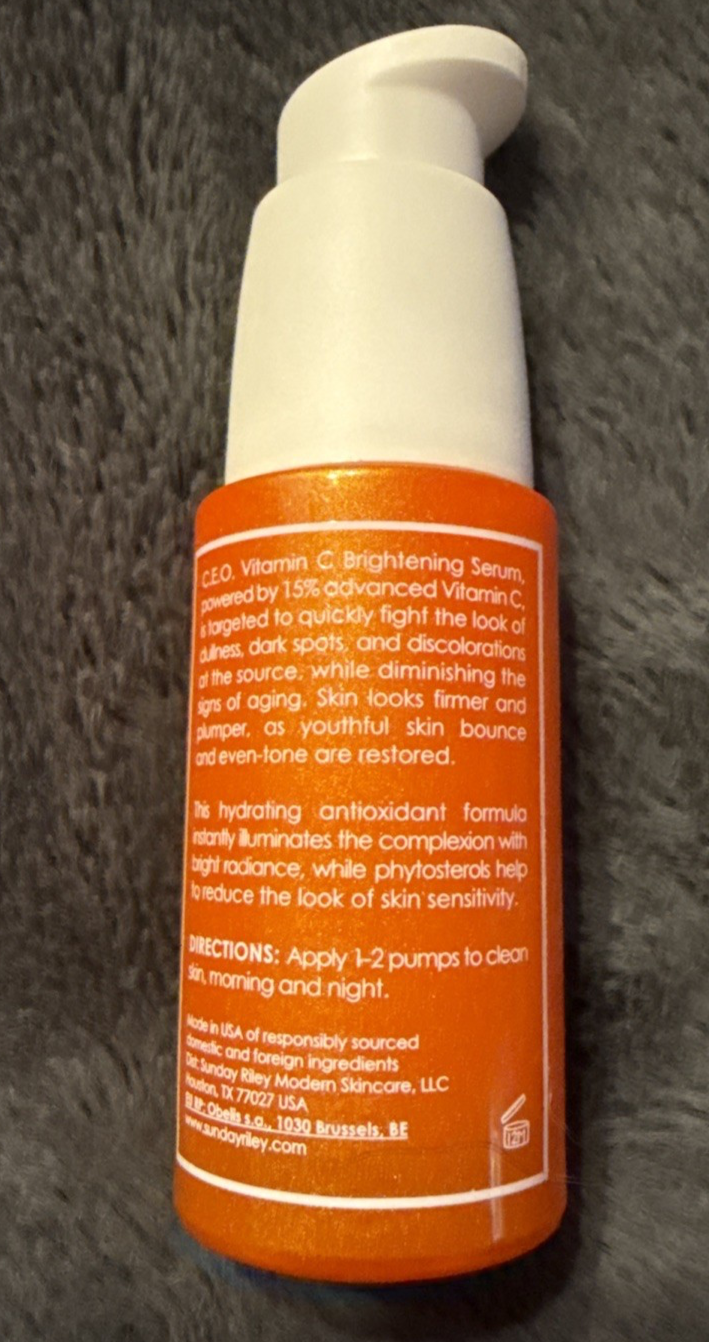 C.E.O. Vitamin C Brightening Serum,
powered by 15% advanced Vitamin C,
is targeted to quickly fight the look of
dullness, dark spots, and discolorations
at the source, while diminishing the
signs of aging. Skin looks firmer and
plumper, as youthful skin bounce
and even-tone are restored.
This hydrating antioxidant formula
instantly illuminates the complexion with
bright radiance, while phytosterols help
to reduce the look of skin sensitivity.
DIRECTIONS: Apply 1-2 pumps to clean
skin, morning and night.
Made in USA of responsibly sourced
domestic and foreign ingredients
Dist: Sunday Riley Modern Skincare, LLC
Houston, TX 77027 USA
EU RP: Obelis s.a., 1030 Brussels, BE
www.sundayriley.com
12M